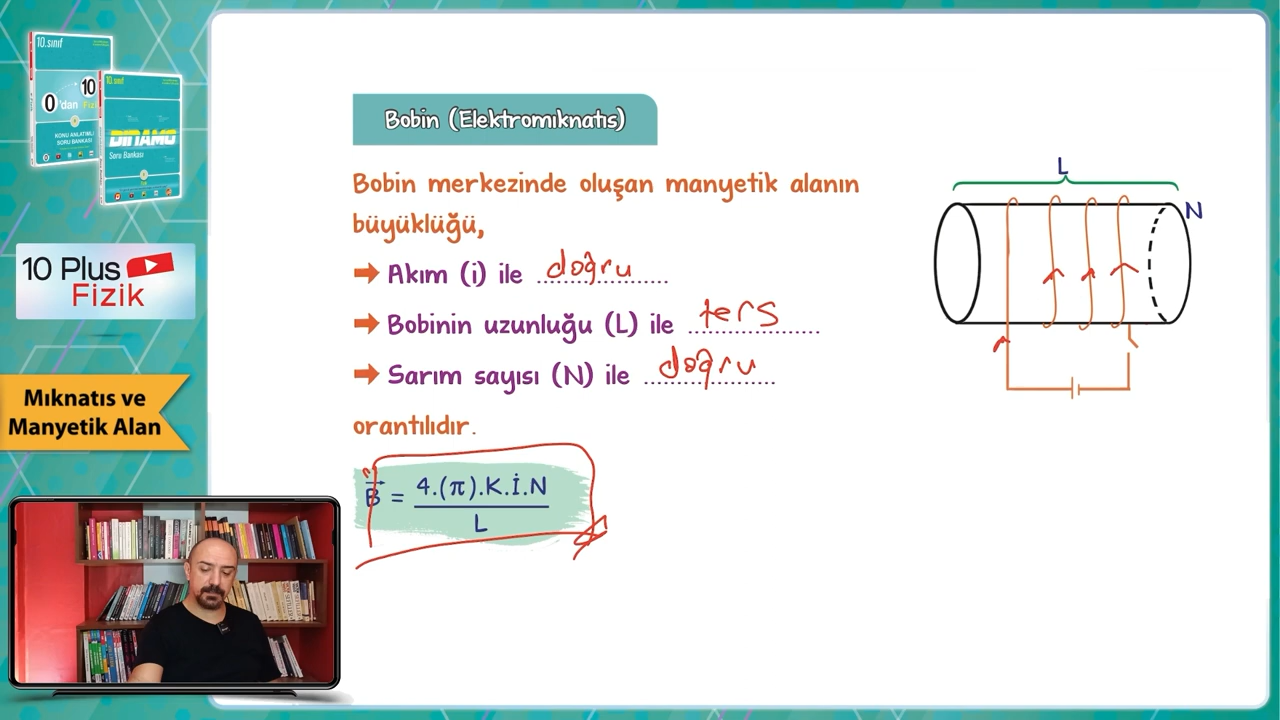 10.sınıf
10
0'dan
Fizik
KONU ANLATIMLI
SORU BANKASI
10.sınıf
DİNAMO
Soru Bankası
10 Plus
Fizik
Mıknatıs ve
Manyetik Alan
Bobin (Elektromıknatıs)
Bobin merkezinde oluşan manyetik alanın
büyüklüğü,
➡ Akım (i) ile doğru
➡ Bobinin uzunluğu (L) ile ters
➡ Sarım sayısı (N) ile doğru
orantılıdır.
B = 4.(π).K.İ.N
L
L
N